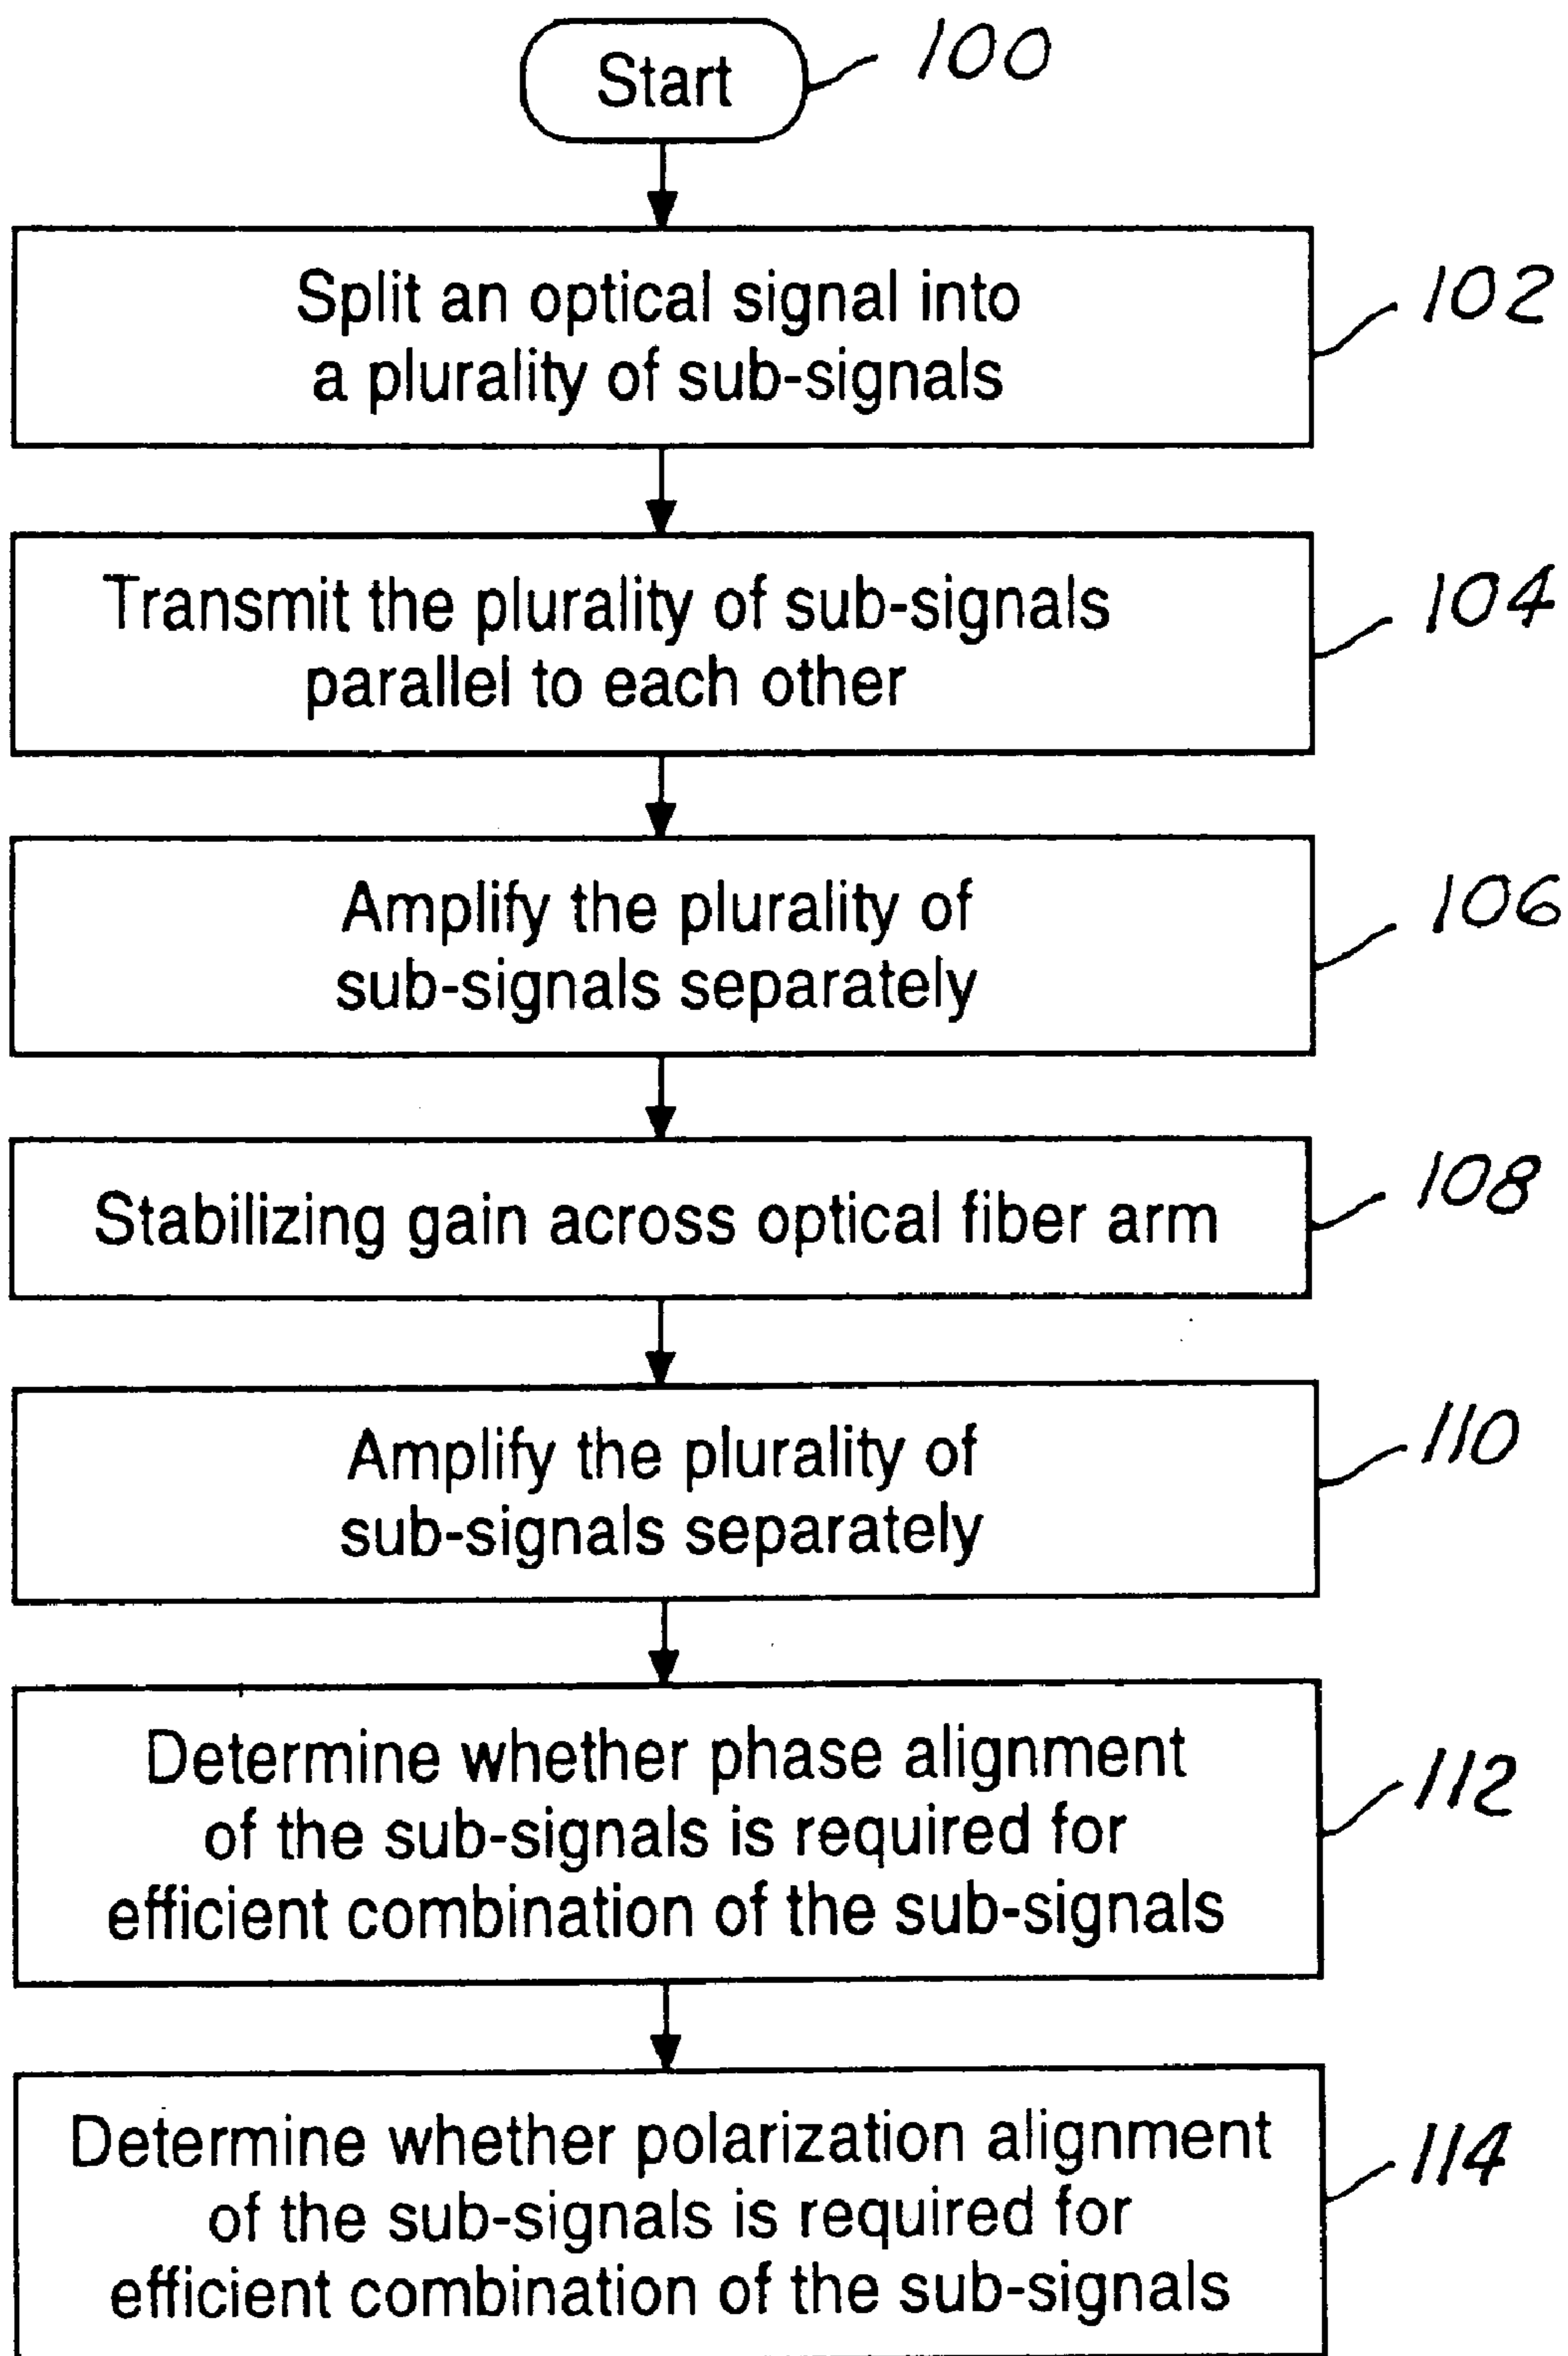 Start
100
Split an optical signal into
a plurality of sub-signals
102
Transmit the plurality of sub-signals
parallel to each other
104
Amplify the plurality of
sub-signals separately
106
Stabilizing gain across optical fiber arm
108
Amplify the plurality of
sub-signals separately
110
Determine whether phase alignment
of the sub-signals is required for
efficient combination of the sub-signals
112
Determine whether polarization alignment
of the sub-signals is required for
efficient combination of the sub-signals
114